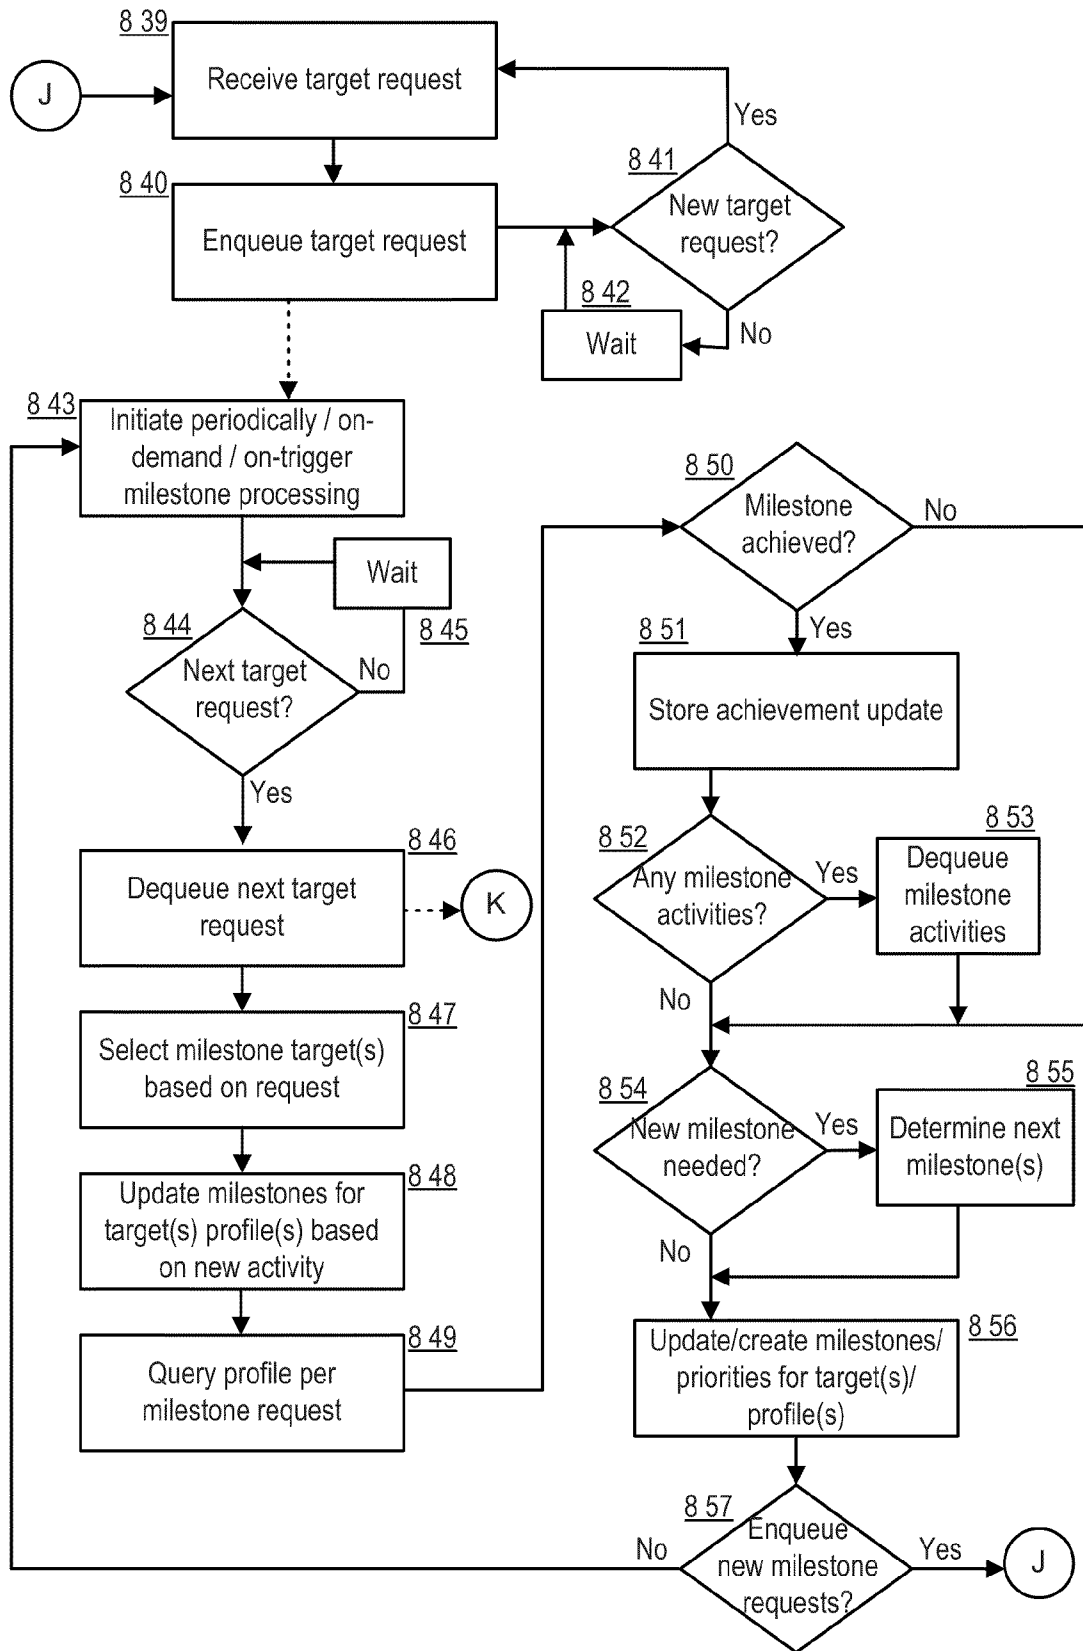 8 39
J
Receive target request
Yes
8 40
8 41
Enqueue target request
New target
request?
8 42
Wait
No
8 43
Initiate periodically / on-
demand / on-trigger
milestone processing
Wait
8 44
8 45
Next target
request?
No
Yes
8 46
Dequeue next target
request
K
8 47
Select milestone target(s)
based on request
8 48
Update milestones for
target(s) profile(s) based
on new activity
8 49
Query profile per
milestone request
8 50
Milestone
achieved?
No
Yes
8 51
Store achievement update
8 52
Any milestone
activities?
Yes
8 53
Dequeue
milestone
activities
No
8 54
New milestone
needed?
Yes
8 55
Determine next
milestone(s)
No
8 56
Update/create milestones/
priorities for target(s)/
profile(s)
8 57
Enqueue
new milestone
requests?
No
Yes
J